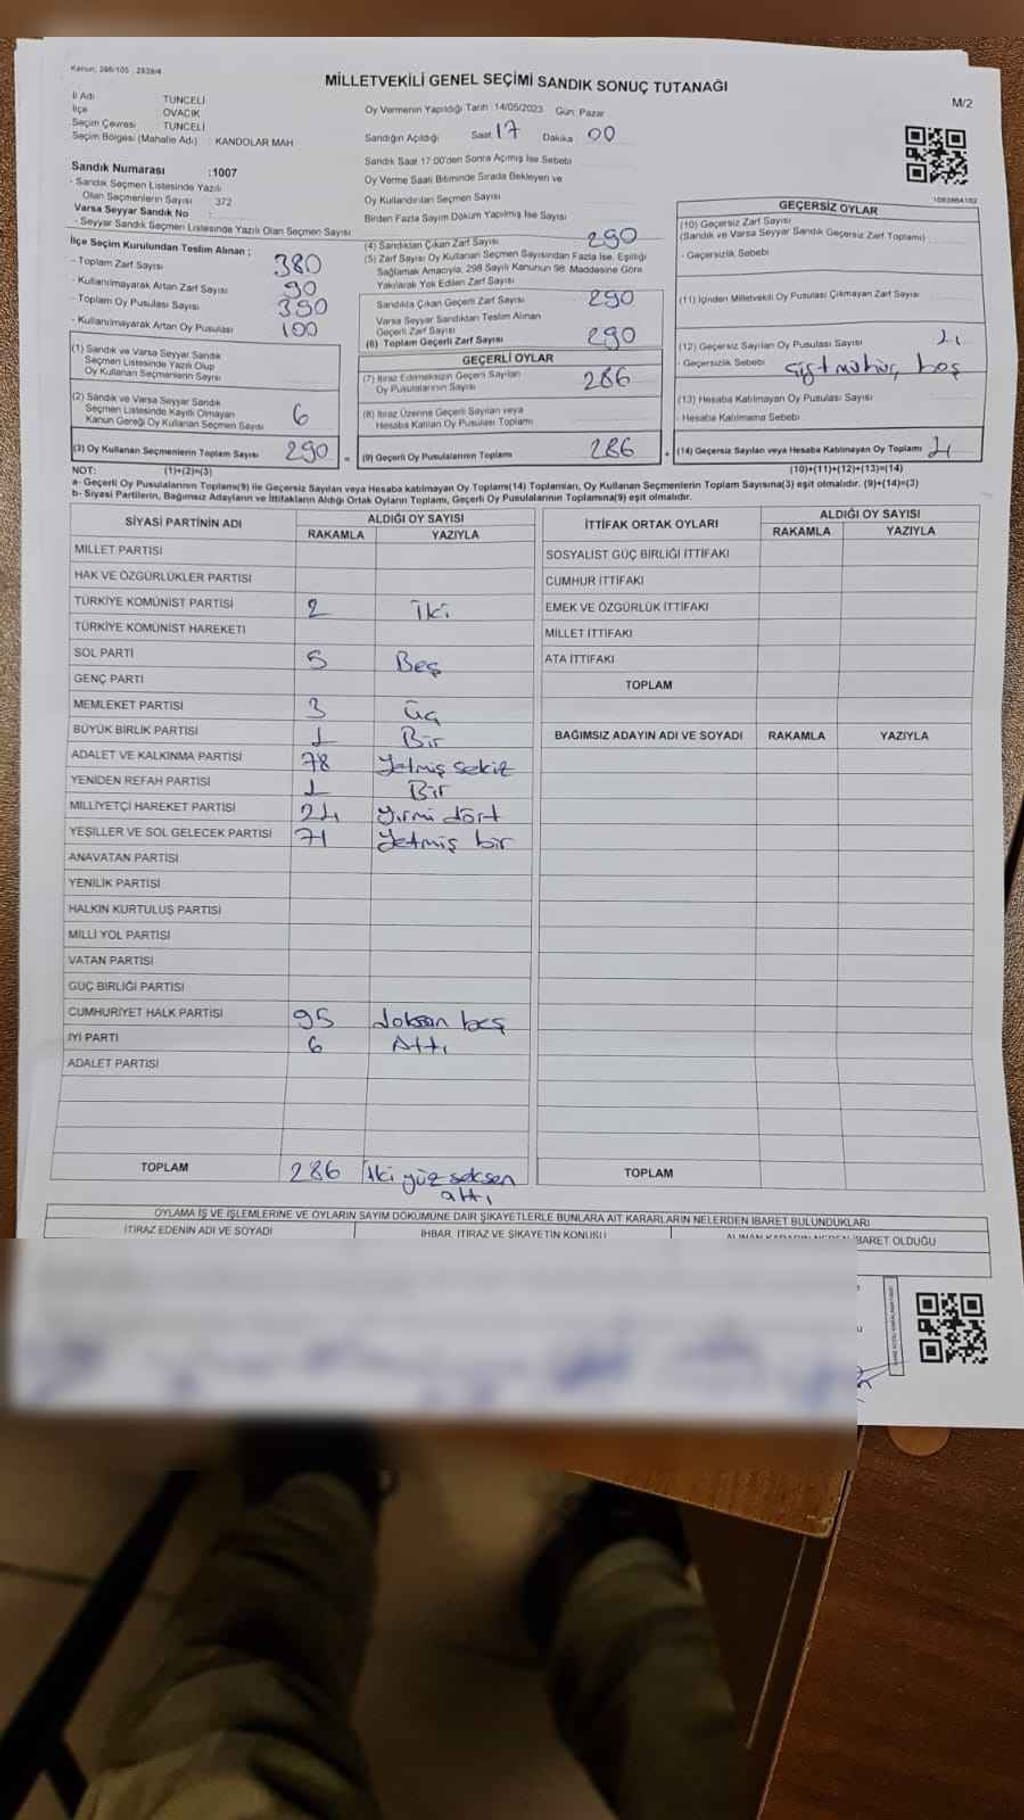 Kanun: 298/105 2839/4
MİLLETVEKİLİ GENEL SEÇİMİ SANDIK SONUÇ TUTANAĞI
M/2
İl Adı TUNCELİ
İlçe OVACIK
Seçim Çevresi TUNCELİ
Seçim Bölgesi (Mahalle Adı) : KANDOLAR MAH
Sandık Numarası :1007
- Sandık Seçmen Listesinde Yazılı
Olan Seçmenlerin Sayısı : 372
Varsa Seyyar Sandık No :
- Seyyar Sandık Seçmen Listesinde Yazılı Olan Seçmen Sayısı
Oy Vermenin Yapıldığı Tarih :14/05/2023 Gün: Pazar
Sandığın Açıldığı Saat 17 Dakika 00
Sandık Saat 17:00'den Sonra Açılmış İse Sebebi
Oy Verme Saati Bitiminde Sırada Bekleyen ve
Oy Kullandırılan Seçmen Sayısı
Birden Fazla Sayım Döküm Yapılmış İse Sayısı
İlçe Seçim Kurulundan Teslim Alınan ;
- Toplam Zarf Sayısı 380
- Kullanılmayarak Artan Zarf Sayısı 90
- Toplam Oy Pusulası Sayısı 390
- Kullanılmayarak Artan Oy Pusulası 100
(1) Sandık ve Varsa Seyyar Sandık
Seçmen Listesinde Yazılı Olup
Oy Kullanan Seçmenlerin Sayısı
(2) Sandık ve Varsa Seyyar Sandık
Seçmen Listesinde Kayıtlı Olmayan
Kanun Gereği Oy Kullanan Seçmen Sayısı 6
(3) Oy Kullanan Seçmenlerin Toplam Sayısı 290
(1)+(2)=(3)
(4) Sandıktan Çıkan Zarf Sayısı 290
(5) Zarf Sayısı Oy Kullanan Seçmen Sayısından Fazla İse, Eşitliği
Sağlamak Amacıyla, 298 Sayılı Kanunun 98. Maddesine Göre
Yakılarak Yok Edilen Zarf Sayısı
Sandıkta Çıkan Geçerli Zarf Sayısı 290
Varsa Seyyar Sandıktan Teslim Alınan
Geçerli Zarf Sayısı
(6) Toplam Geçerli Zarf Sayısı 290
GEÇERLİ OYLAR
(7) İtiraz Edilmeksizin Geçerli Sayılan
Oy Pusulalarının Sayısı 286
(8) İtiraz Üzerine Geçerli Sayılan veya
Hesaba Katılan Oy Pusulası Toplamı
(9) Geçerli Oy Pusulalarının Toplamı 286
GEÇERSİZ OYLAR
(10) Geçersiz Zarf Sayısı
(Sandık ve Varsa Seyyar Sandık Geçersiz Zarf Toplamı)
- Geçersizlik Sebebi
(11) İçinden Milletvekili Oy Pusulası Çıkmayan Zarf Sayısı
(12) Geçersiz Sayılan Oy Pusulası Sayısı 4
- Geçersizlik Sebebi çift mühür, boş
(13) Hesaba Katılmayan Oy Pusulası Sayısı
- Hesaba Katılmama Sebebi
(14) Geçersiz Sayılan veya Hesaba Katılmayan Oy Toplamı 4
(10)+(11)+(12)+(13)=(14)
NOT:
a- Geçerli Oy Pusulalarının Toplamı(9) ile Geçersiz Sayılan veya Hesaba katılmayan Oy Toplamı(14) Toplamları, Oy Kullanan Seçmenlerin Toplam Sayısına(3) eşit olmalıdır. (9)+(14)=(3)
b- Siyasi Partilerin, Bağımsız Adayların ve İttifakların Aldığı Ortak Oyların Toplamı, Geçerli Oy Pusulalarının Toplamına(9) eşit olmalıdır.
SİYASİ PARTİNİN ADI ALDIĞI OY SAYISI
RAKAMLA YAZIYLA
MİLLET PARTİSİ
HAK VE ÖZGÜRLÜKLER PARTİSİ
TÜRKİYE KOMÜNİST PARTİSİ 2 İki
TÜRKİYE KOMÜNİST HAREKETİ
SOL PARTİ 5 Beş
GENÇ PARTİ
MEMLEKET PARTİSİ 3 üç
BÜYÜK BİRLİK PARTİSİ 1 Bir
ADALET VE KALKINMA PARTİSİ 78 Yetmiş sekiz
YENİDEN REFAH PARTİSİ 1 Bir
MİLLİYETÇİ HAREKET PARTİSİ 24 Yirmi dört
YEŞİLLER VE SOL GELECEK PARTİSİ 71 Yetmiş bir
ANAVATAN PARTİSİ
YENİLİK PARTİSİ
HALKIN KURTULUŞ PARTİSİ
MİLLİ YOL PARTİSİ
VATAN PARTİSİ
GÜÇ BİRLİĞİ PARTİSİ
CUMHURİYET HALK PARTİSİ 95 doksan beş
İYİ PARTİ 6 Altı
ADALET PARTİSİ
TOPLAM 286 İki yüz seksen
altı
İTTİFAK ORTAK OYLARI ALDIĞI OY SAYISI
RAKAMLA YAZIYLA
SOSYALİST GÜÇ BİRLİĞİ İTTİFAKI
CUMHUR İTTİFAKI
EMEK VE ÖZGÜRLÜK İTTİFAKI
MİLLET İTTİFAKI
ATA İTTİFAKI
TOPLAM
BAĞIMSIZ ADAYIN ADI VE SOYADI RAKAMLA YAZIYLA
TOPLAM
OYLAMA İŞ VE İŞLEMLERİNE VE OYLARIN SAYIM DÖKÜMÜNE DAİR ŞİKAYETLERLE BUNLARA AİT KARARLARIN NELERDEN İBARET BULUNDUKLARI
İTİRAZ EDENİN ADI VE SOYADI İHBAR, İTİRAZ VE ŞİKAYETİN KONUSU